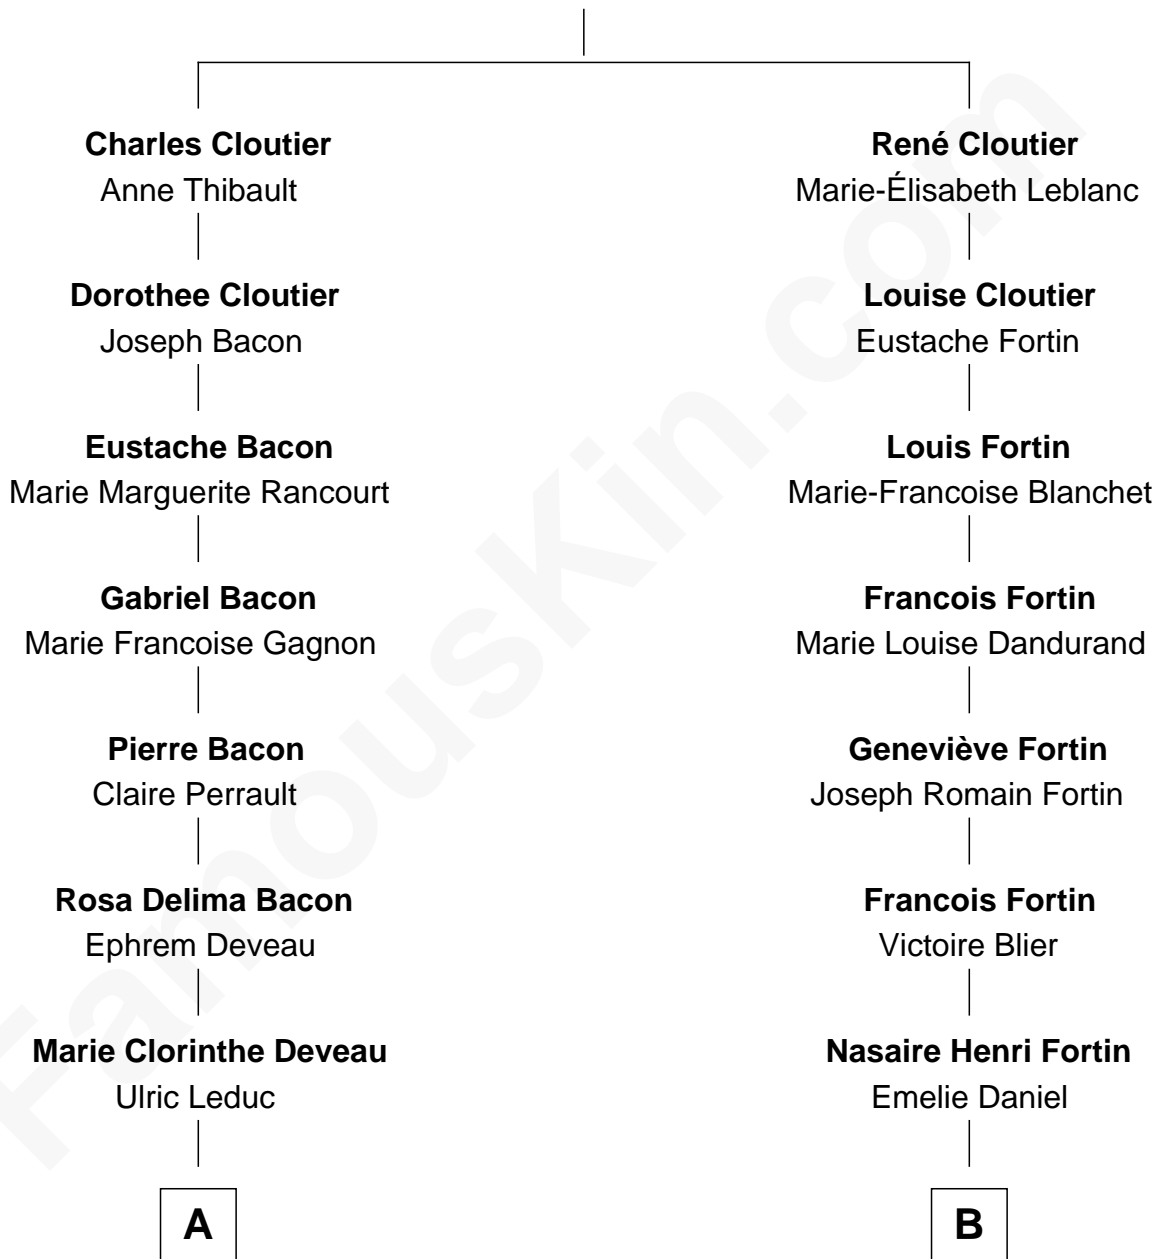 Charles Cloutier
Anne Thibault
Dorothee Cloutier
Joseph Bacon
Eustache Bacon
Marie Marguerite Rancourt
Gabriel Bacon
Marie Francoise Gagnon
Pierre Bacon
Claire Perrault
Rosa Delima Bacon
Ephrem Deveau
Marie Clorinthe Deveau
Ulric Leduc
A
René Cloutier
Marie-Élisabeth Leblanc
Louise Cloutier
Eustache Fortin
Louis Fortin
Marie-Francoise Blanchet
Francois Fortin
Marie Louise Dandurand
Geneviève Fortin
Joseph Romain Fortin
Francois Fortin
Victoire Blier
Nasaire Henri Fortin
Emelie Daniel
B
FamousKin.com